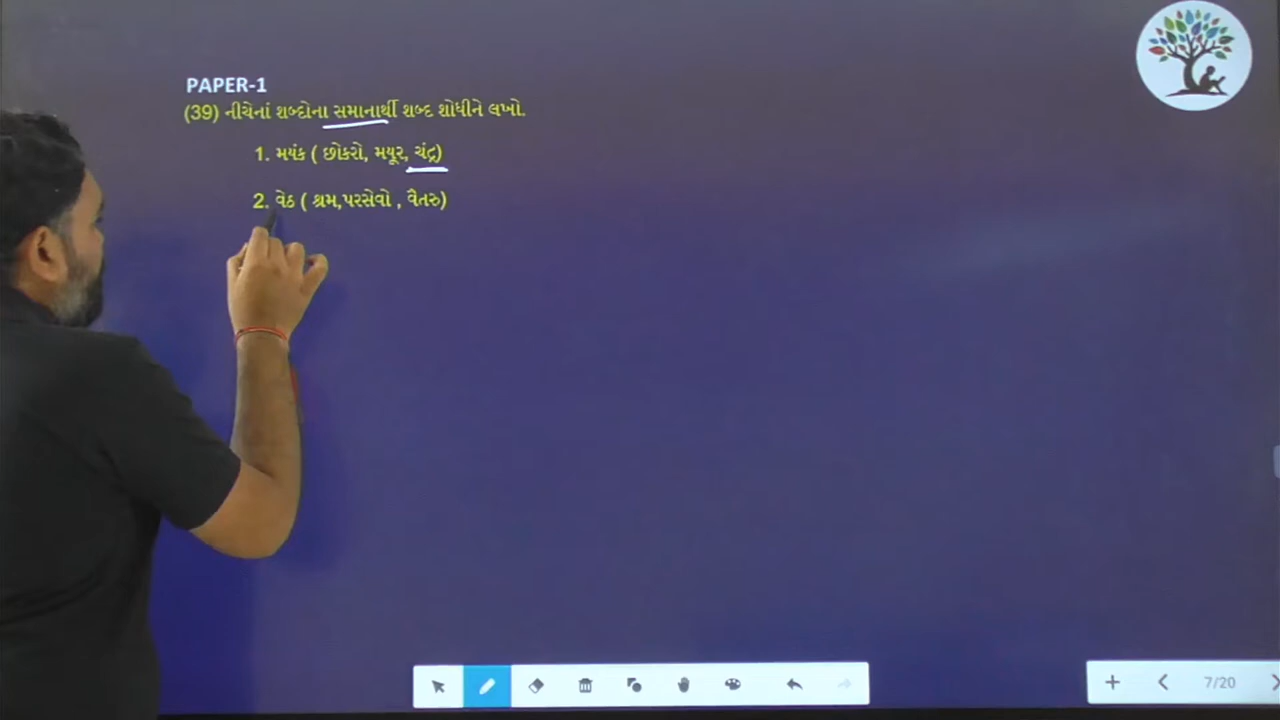 PAPER-1
(39) નીચેનાં શબ્દોના સમાનાર્થી શબ્દ શોધીને લખો.
1. મયંક ( છોકરો, મયૂર, ચંદ્ર)
2. વેઠ ( શ્રમ,પરસેવો , વૈતરુ)
7/20